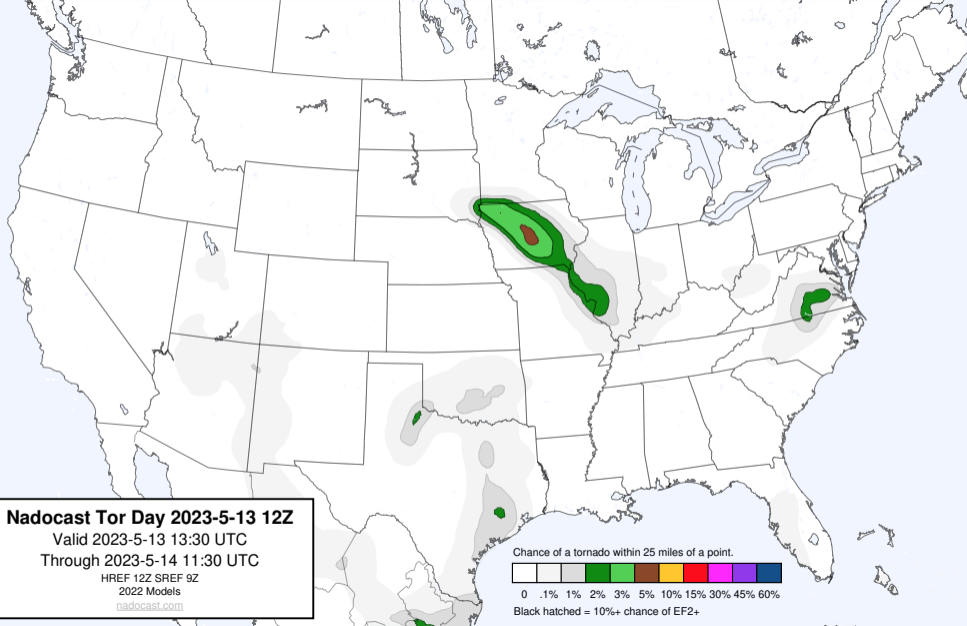 Nadocast Tor Day 2023-5-13 12Z
Valid 2023-5-13 13:30 UTC
Through 2023-5-14 11:30 UTC
HREF 12Z SREF 9Z
2022 Models
nadocast.com
Chance of a tornado within 25 miles of a point.
0 .1% 1% 2% 3% 5% 10% 15% 30% 45% 60%
Black hatched = 10%+ chance of EF2+